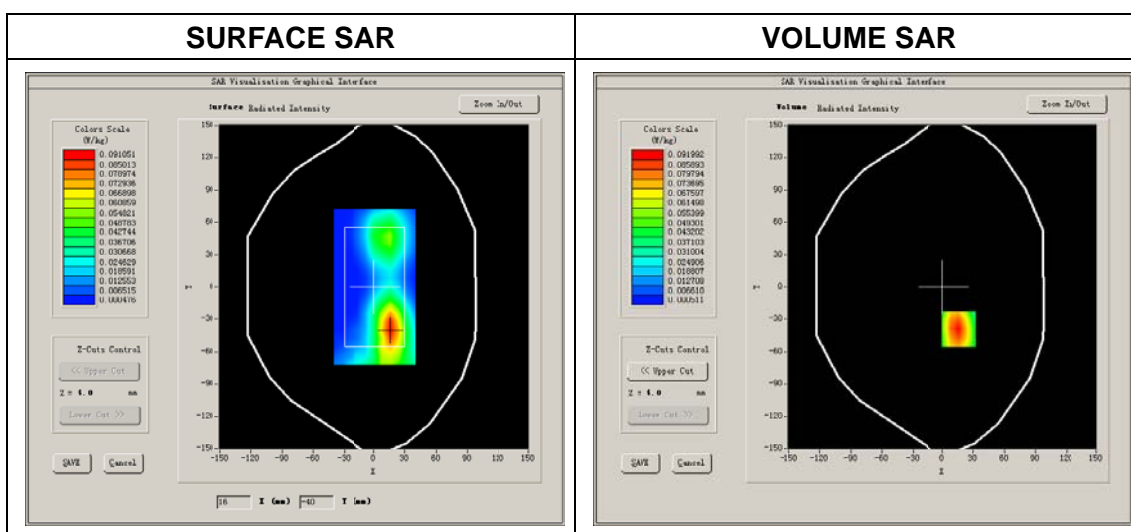 SURFACE SAR
VOLUME SAR
SAR Visualisation Graphical Interface
Surface Radiated Intensity
Zoom In/Out
Colors Scale
(W/kg)
0.091051
0.085013
0.078974
0.072936
0.066898
0.060859
0.054821
0.048783
0.042744
0.036706
0.030668
0.024629
0.018591
0.012553
0.006515
0.000476
Z-Cuts Control
<< Upper Cut
Z = 4.0 mm
Lower Cut >>
SAVE Cancel
150
120
90
60
30
0
-30
-60
-90
-120
-150
Y
-150 -120 -90 -60 -30 0 30 60 90 120 150
X
16 X (mm) -40 Y (mm)
SAR Visualisation Graphical Interface
Volume Radiated Intensity
Zoom In/Out
Colors Scale
(W/kg)
0.091992
0.085893
0.079794
0.073695
0.067597
0.061498
0.055399
0.049301
0.043202
0.037103
0.031004
0.024906
0.018807
0.012708
0.006610
0.000511
Z-Cuts Control
<< Upper Cut
Z = 4.0 mm
Lower Cut >>
SAVE Cancel
150
120
90
60
30
0
-30
-60
-90
-120
-150
Y
-150 -120 -90 -60 -30 0 30 60 90 120 150
X